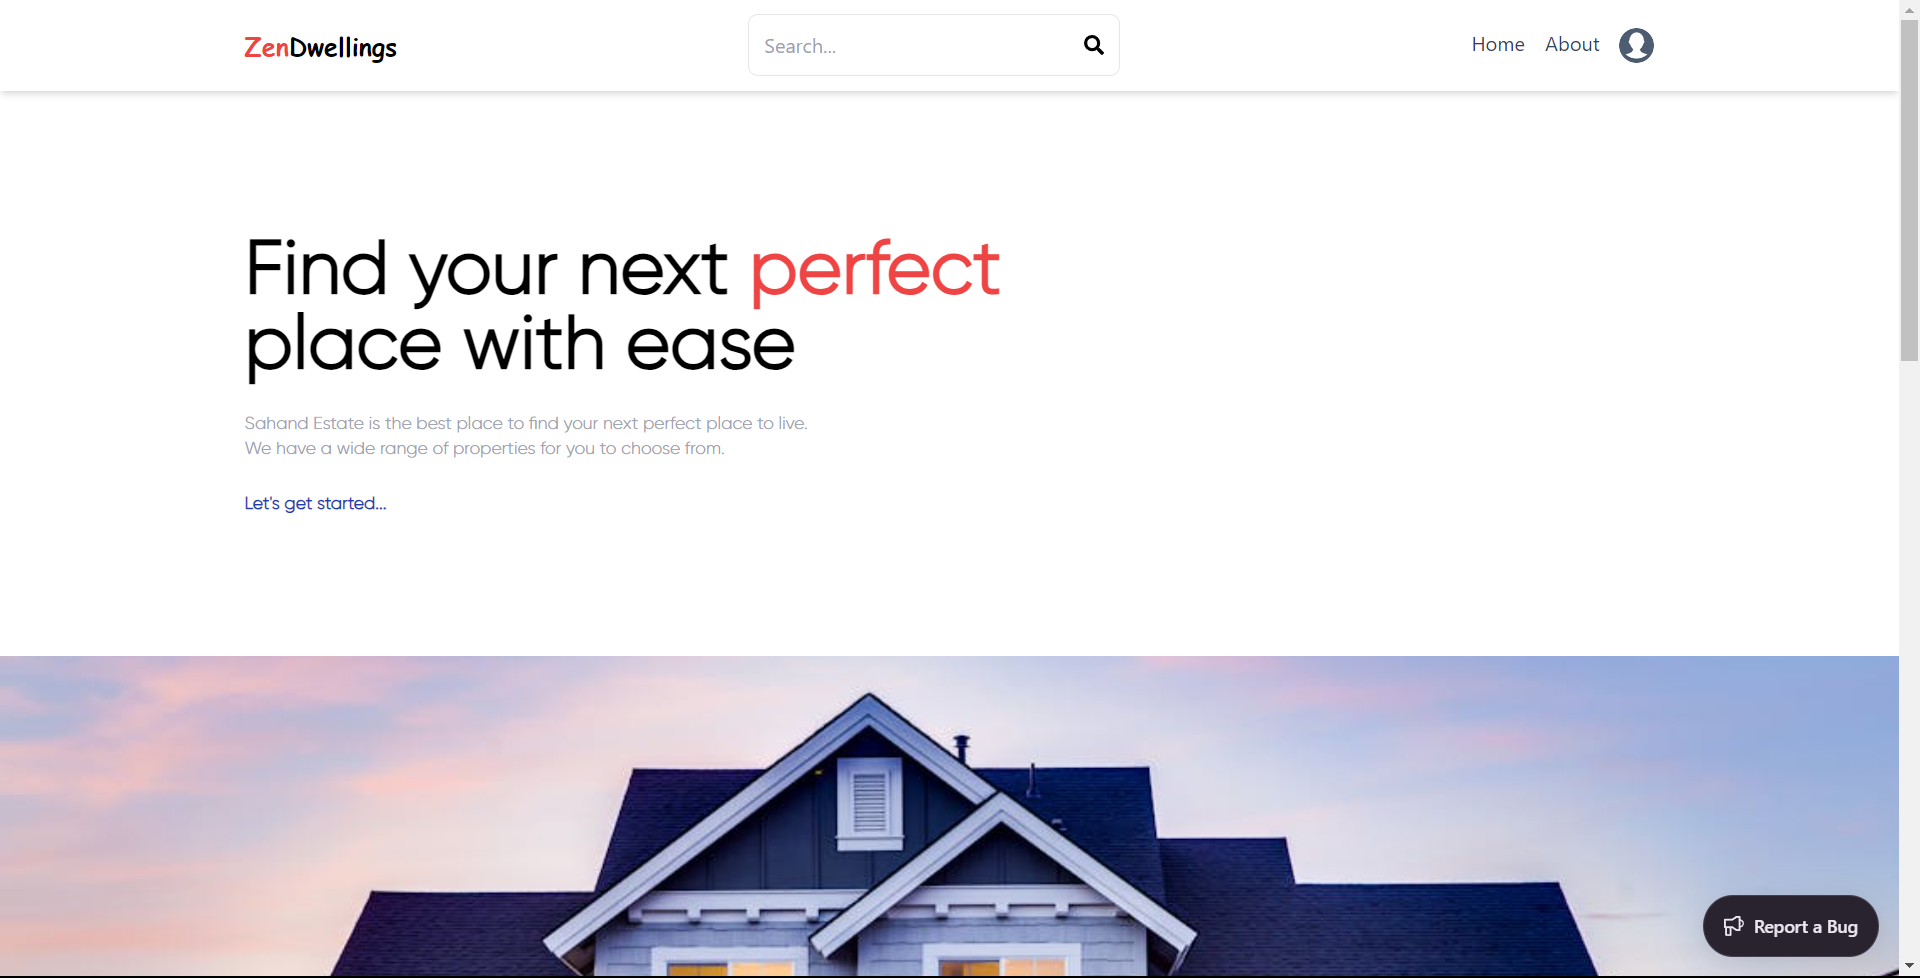 ZenDwellings
Search...
Home
About
Find your next perfect
place with ease
Sahand Estate is the best place to find your next perfect place to live.
We have a wide range of properties for you to choose from.
Let's get started...
Report a Bug